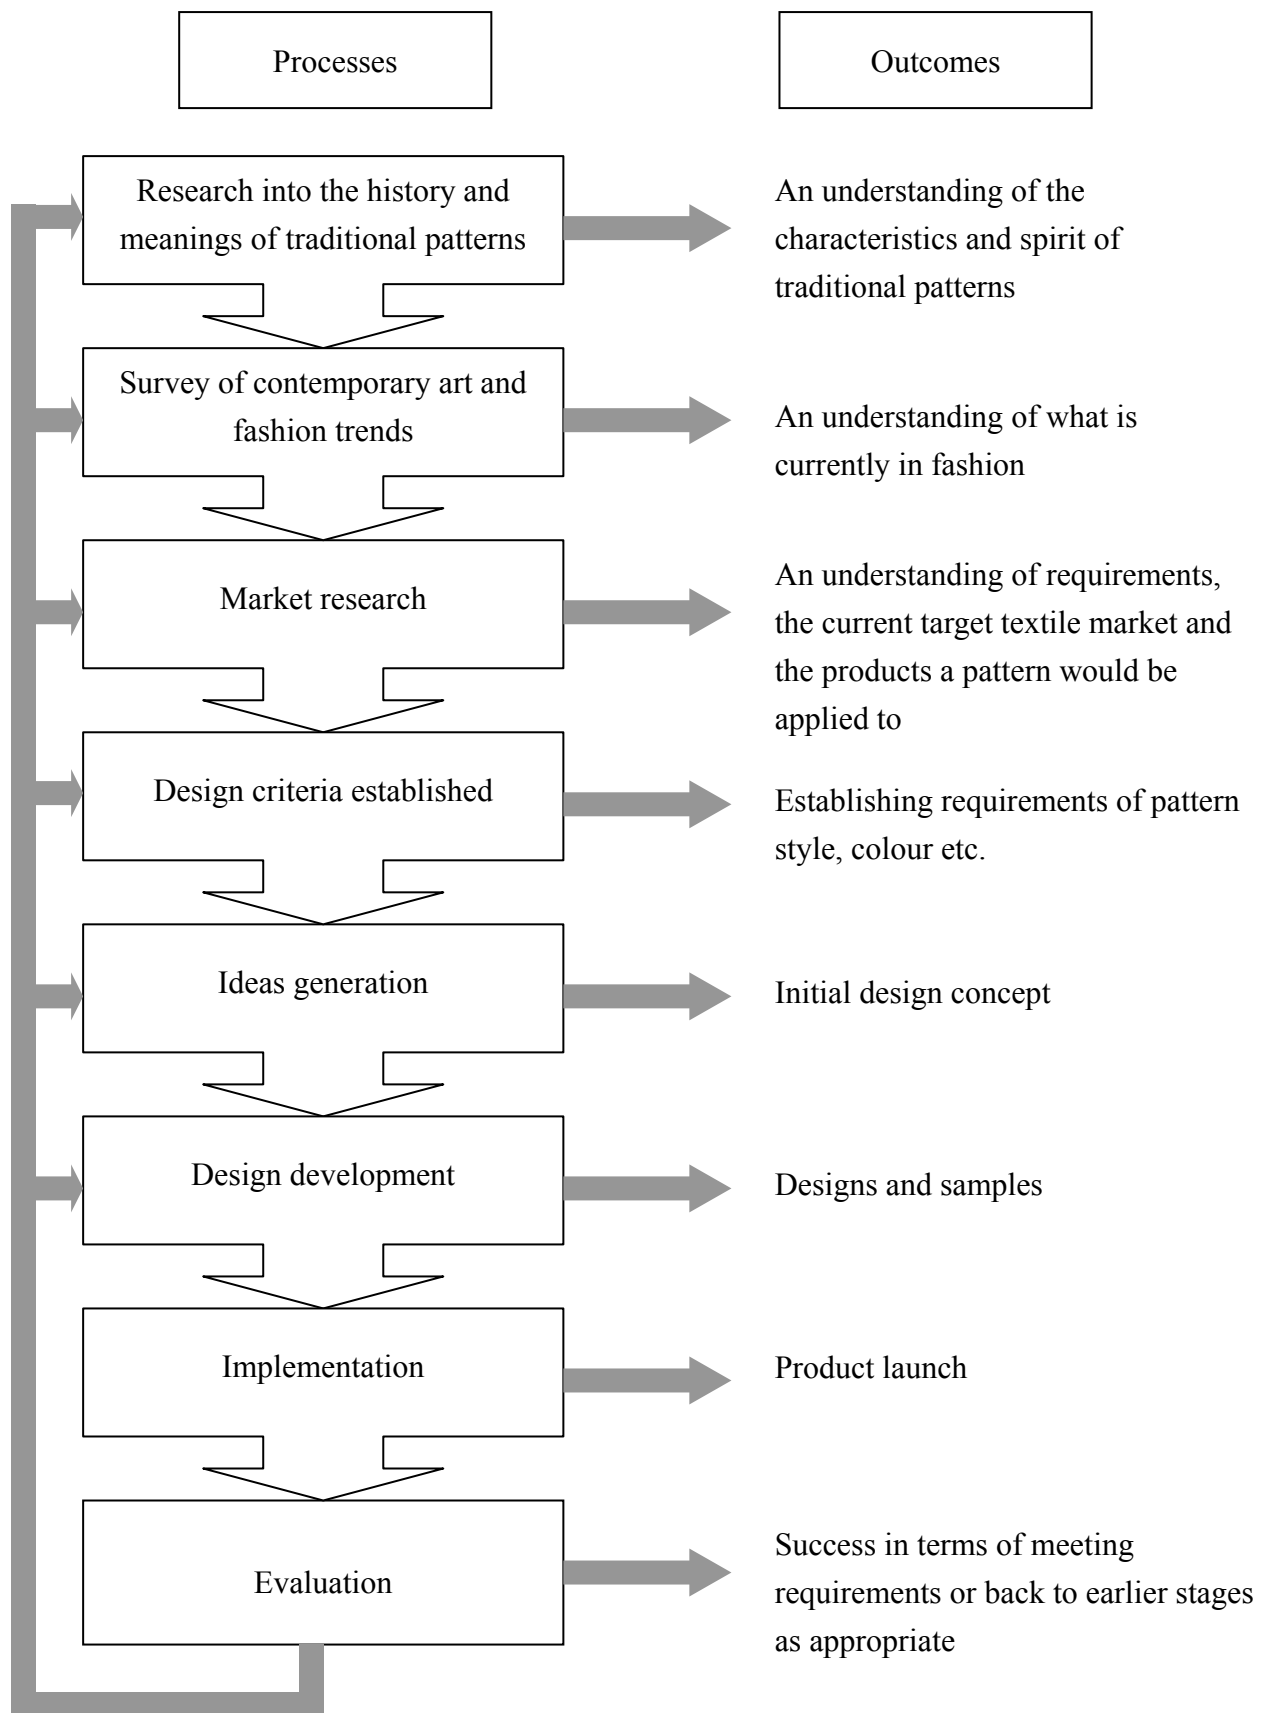 Processes
Outcomes
Research into the history and
meanings of traditional patterns
An understanding of the
characteristics and spirit of
traditional patterns
Survey of contemporary art and
fashion trends
An understanding of what is
currently in fashion
Market research
An understanding of requirements,
the current target textile market and
the products a pattern would be
applied to
Design criteria established
Establishing requirements of pattern
style, colour etc.
Ideas generation
Initial design concept
Design development
Designs and samples
Implementation
Product launch
Evaluation
Success in terms of meeting
requirements or back to earlier stages
as appropriate